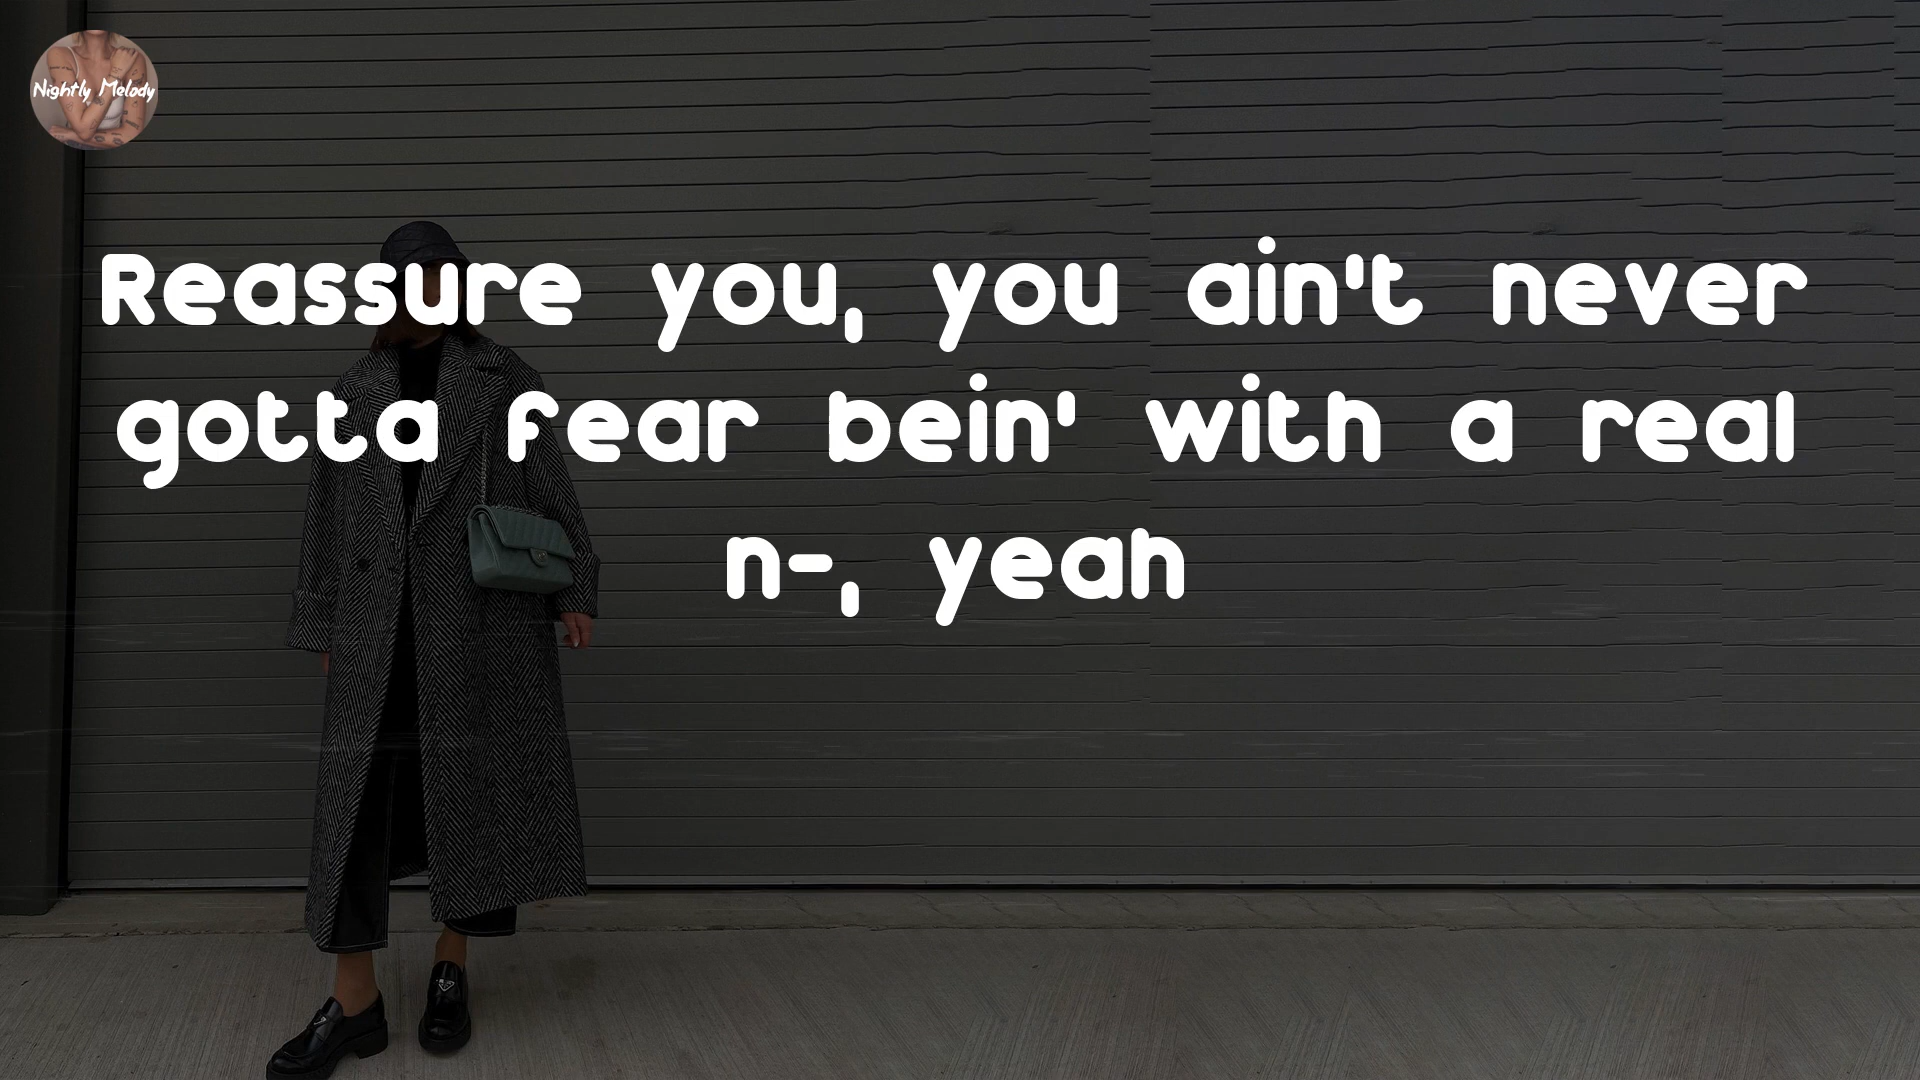 Nightly Melody
Reassure you, you ain't never
gotta fear bein' with a real
n-, yeah